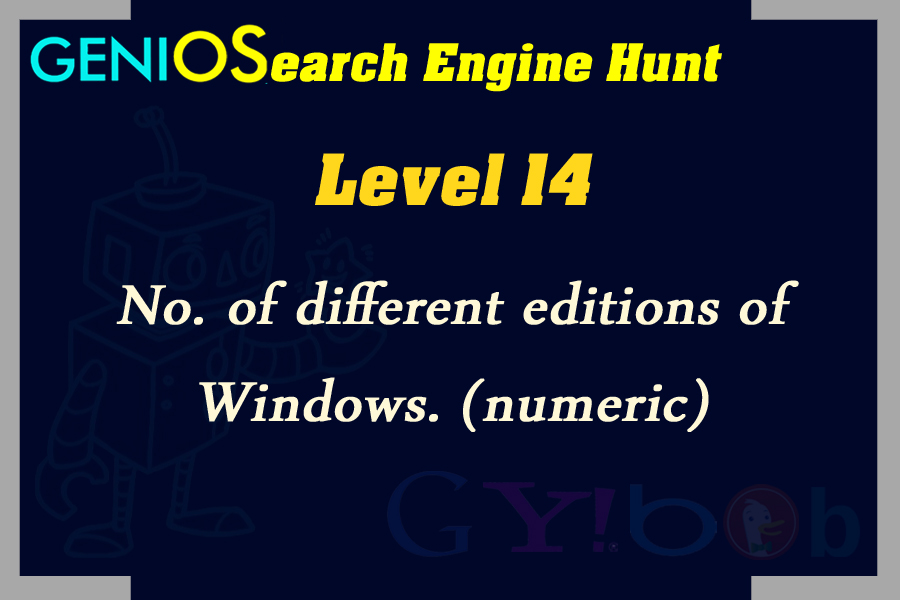 GENIOSearch Engine Hunt
Level 14
No. of different editions of
Windows. (numeric)
G Y! b b